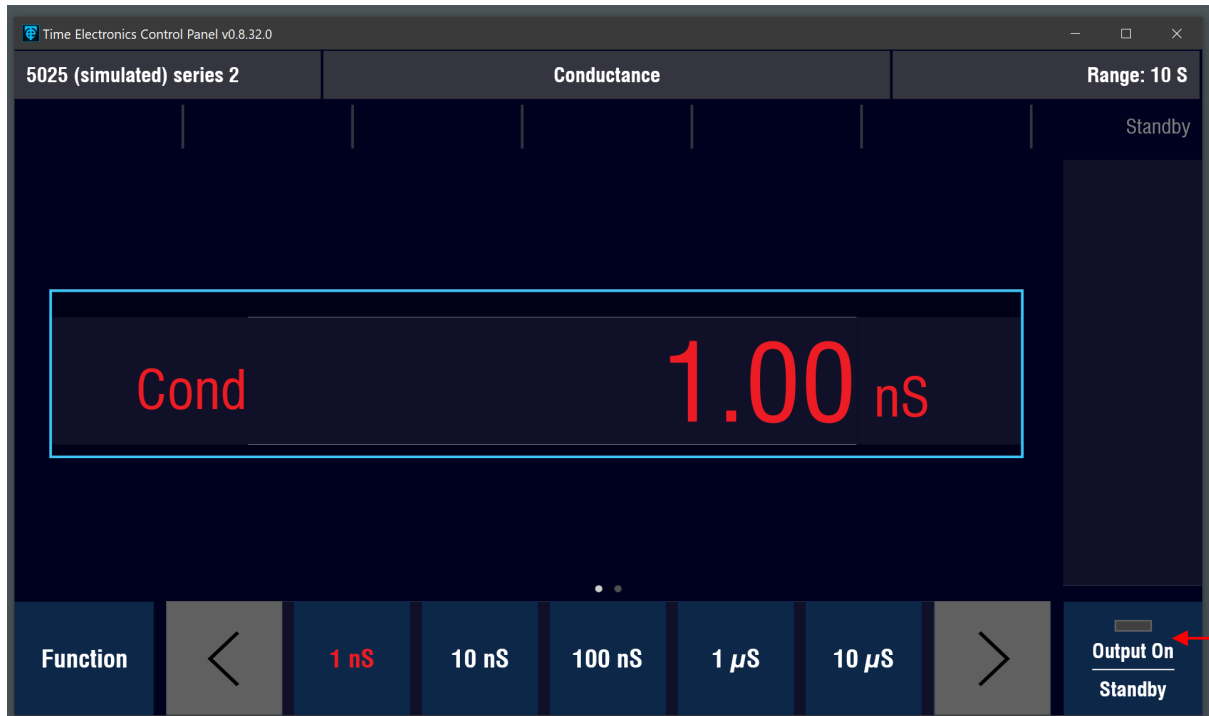 Time Electronics Control Panel v0.8.32.0
5025 (simulated) series 2
Conductance
Range: 10 S
Standby
Cond 1.00 nS
Function
1 nS
10 nS
100 nS
1 µS
10 µS
Output On
Standby